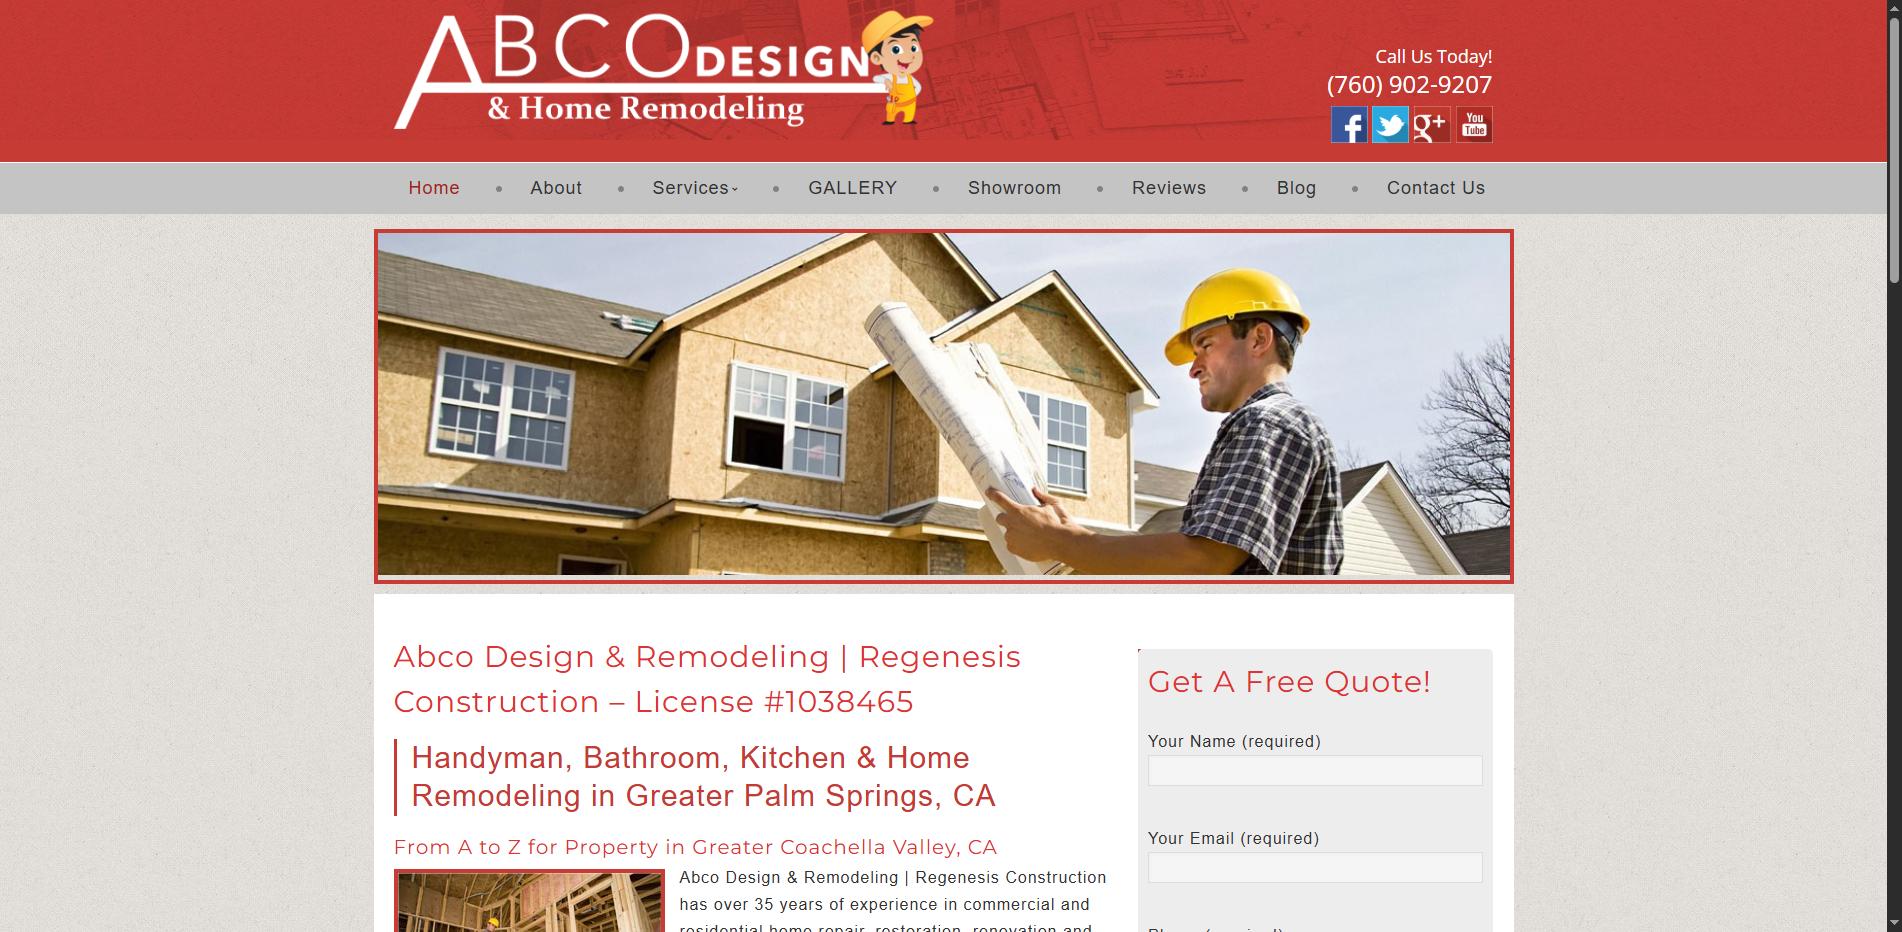 ABCO DESIGN
& Home Remodeling
Call Us Today!
(760) 902-9207
f
g+
You
Tube
Home
About
Services
GALLERY
Showroom
Reviews
Blog
Contact Us
Abco Design & Remodeling | Regenesis
Construction – License #1038465
Handyman, Bathroom, Kitchen & Home
Remodeling in Greater Palm Springs, CA
From A to Z for Property in Greater Coachella Valley, CA
Abco Design & Remodeling | Regenesis Construction
has over 35 years of experience in commercial and
residential home repair, restoration, renovation and
Get A Free Quote!
Your Name (required)
Your Email (required)